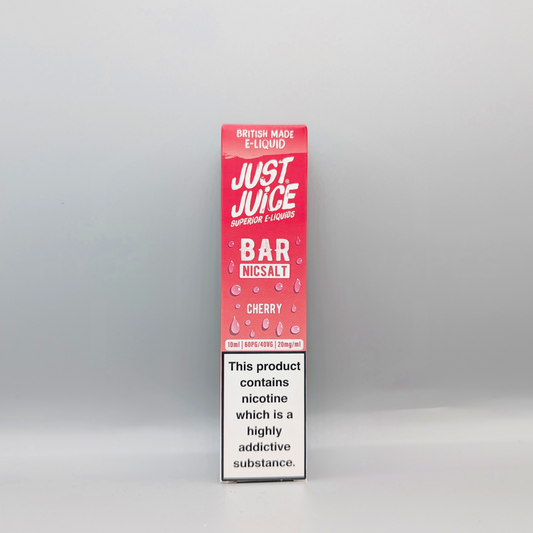 BRITISH MADE
E-LIQUID
JUST
JUICE®
SUPERIOR E-LIQUIDS
BAR
NICSALT
CHERRY
10ml | 60PG/40VG | 20mg/ml
This product
contains
nicotine
which is a
highly
addictive
substance.